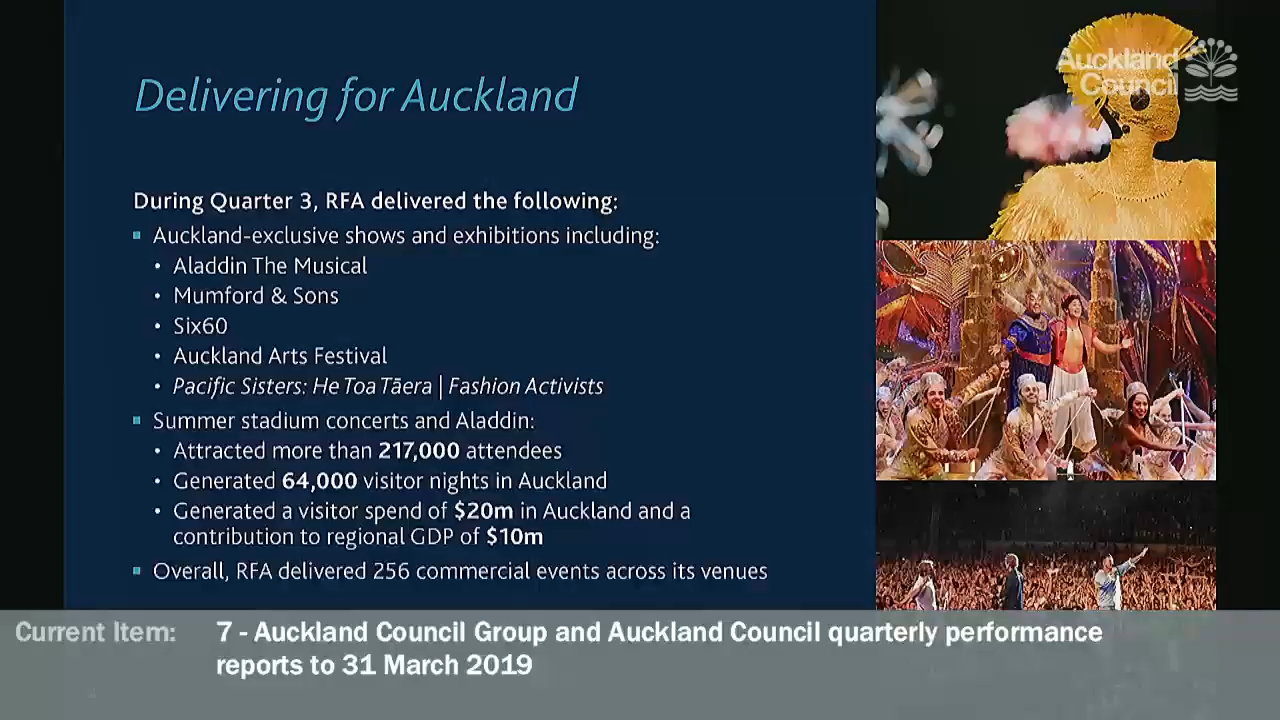 Auckland
Council
Delivering for Auckland
During Quarter 3, RFA delivered the following:
Auckland-exclusive shows and exhibitions including:
• Aladdin The Musical
• Mumford & Sons
• Six60
• Auckland Arts Festival
• Pacific Sisters: He Toa Tāera | Fashion Activists
Summer stadium concerts and Aladdin:
• Attracted more than 217,000 attendees
• Generated 64,000 visitor nights in Auckland
• Generated a visitor spend of $20m in Auckland and a
contribution to regional GDP of $10m
Overall, RFA delivered 256 commercial events across its venues
Current Item: 7 - Auckland Council Group and Auckland Council quarterly performance
reports to 31 March 2019